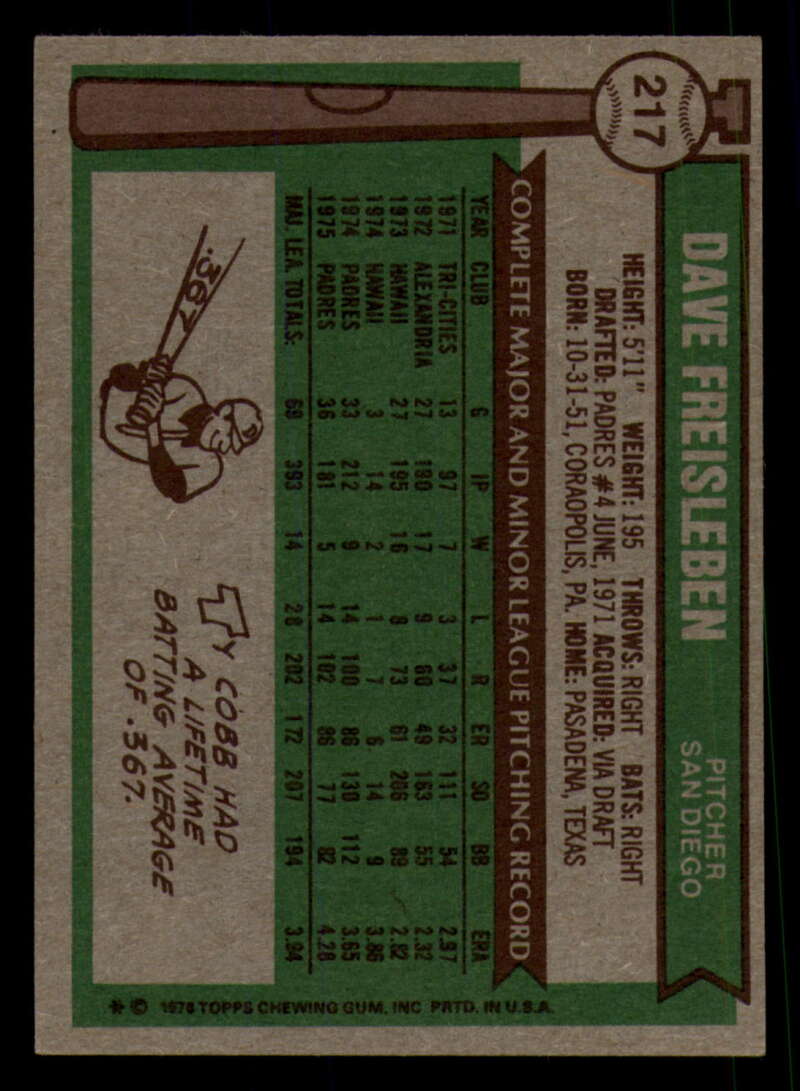 217
DAVE FREISLEBEN
PITCHER
SAN DIEGO
HEIGHT: 5'11" WEIGHT: 195 THROWS: RIGHT BATS: RIGHT
DRAFTED: PADRES #4 JUNE, 1971 ACQUIRED: VIA DRAFT
BORN: 10-31-51, CORAOPOLIS, PA. HOME: PASADENA, TEXAS
COMPLETE MAJOR AND MINOR LEAGUE PITCHING RECORD
YEAR CLUB G IP W L R ER SO BB ERA
1971 TRI-CITIES 13 97 7 3 37 32 111 54 2.97
1972 ALEXANDRIA 27 190 17 9 60 49 163 55 2.32
1973 HAWAII 27 195 16 8 73 61 206 89 2.82
1974 HAWAII 3 14 2 1 7 6 14 9 3.86
1974 PADRES 33 212 9 14 100 86 130 112 3.65
1975 PADRES 36 181 5 14 102 86 77 82 4.28
MAJ. LEA. TOTALS: 69 393 14 28 202 172 207 194 3.94
.367
TY COBB HAD
A LIFETIME
BATTING AVERAGE
OF .367.
* © 1976 TOPPS CHEWING GUM, INC PRTD. IN U.S.A.